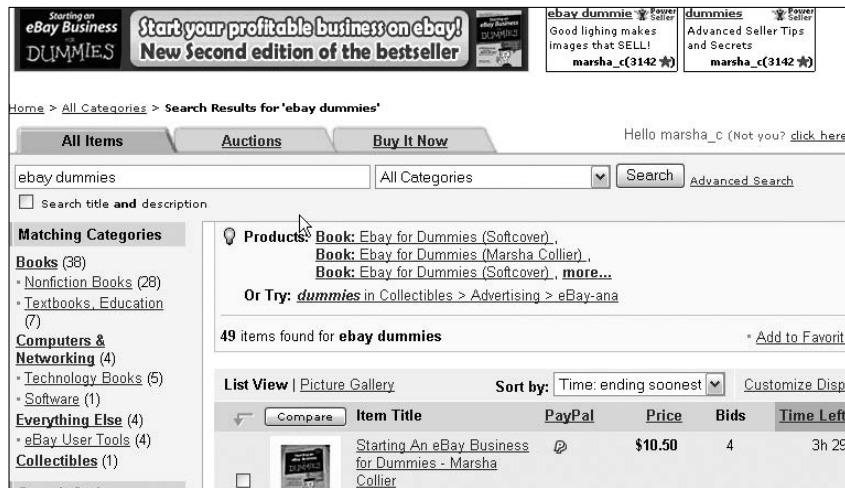 Starting an
eBay Business
FOR
DUMMIES
Start your profitable business on ebay!
New Second edition of the bestseller
ebay dummie Power Seller
Good lighing makes
images that SELL!
marsha_c(3142)
dummies Power Seller
Advanced Seller Tips
and Secrets
marsha_c(3142)
Home > All Categories > Search Results for 'ebay dummies'
All Items Auctions Buy It Now Hello marsha_c (Not you? click here
ebay dummies All Categories Search Advanced Search
Search title and description
Matching Categories
Books (38)
Nonfiction Books (28)
Textbooks, Education
(7)
Computers &
Networking (4)
Technology Books (5)
Software (1)
Everything Else (4)
eBay User Tools (4)
Collectibles (1)
Products: Book: Ebay for Dummies (Softcover) ,
Book: Ebay for Dummies (Marsha Collier) ,
Book: Ebay for Dummies (Softcover) , more...
Or Try: dummies in Collectibles > Advertising > eBay-ana
49 items found for ebay dummies Add to Favorit
List View | Picture Gallery Sort by: Time: ending soonest Customize Disp
Compare Item Title PayPal Price Bids Time Left
Starting An eBay Business $10.50 4 3h 29
for Dummies - Marsha
Collier